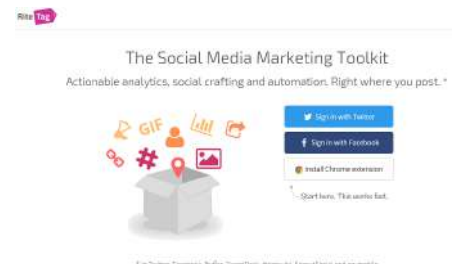 Rite Tag
The Social Media Marketing Toolkit
Actionable analytics, social crafting and automation. Right where you post. *
GIF
Sign in with Twitter
Sign in with Facebook
Install Chrome extension
* - Start here. This works fast.